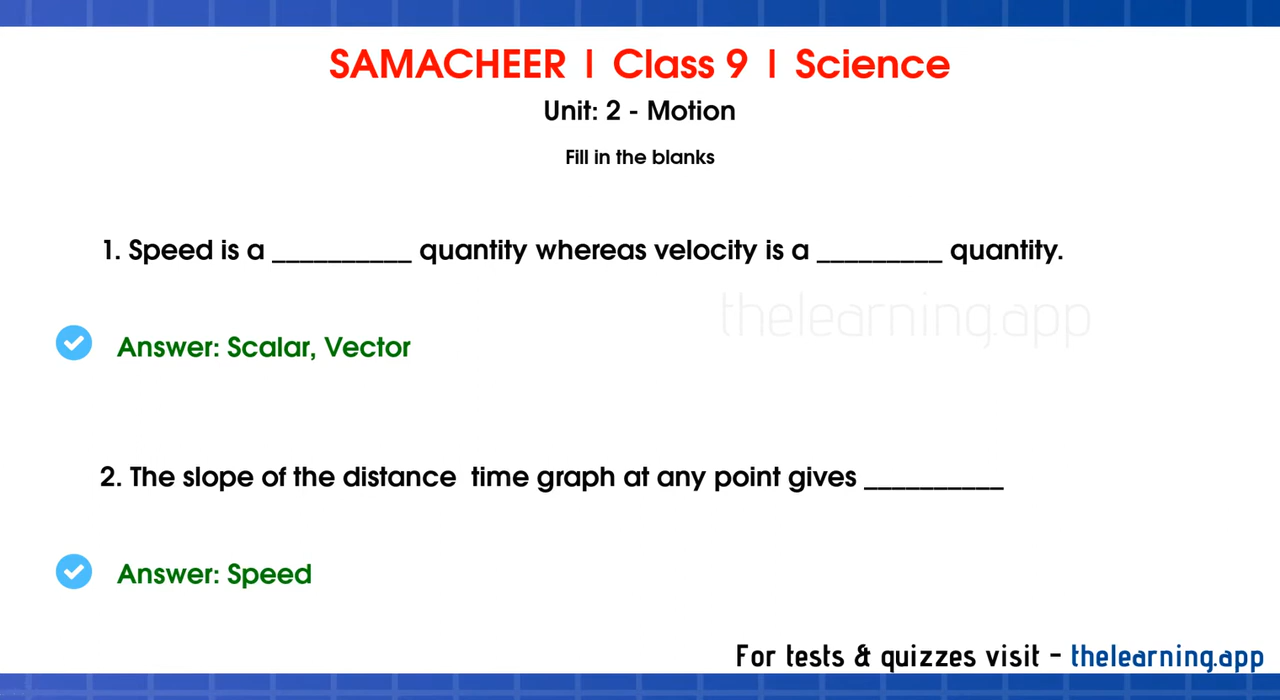 SAMACHEER | Class 9 | Science
Unit: 2 - Motion
Fill in the blanks
1. Speed is a __________ quantity whereas velocity is a _________ quantity.
thelearning.app
Answer: Scalar, Vector
2. The slope of the distance  time graph at any point gives __________
Answer: Speed
For tests & quizzes visit - thelearning.app